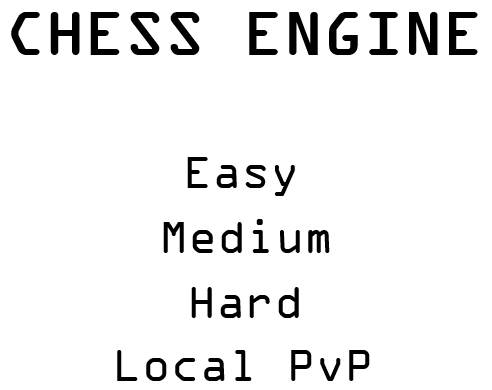 CHESS ENGINE
Easy
Medium
Hard
Local PvP